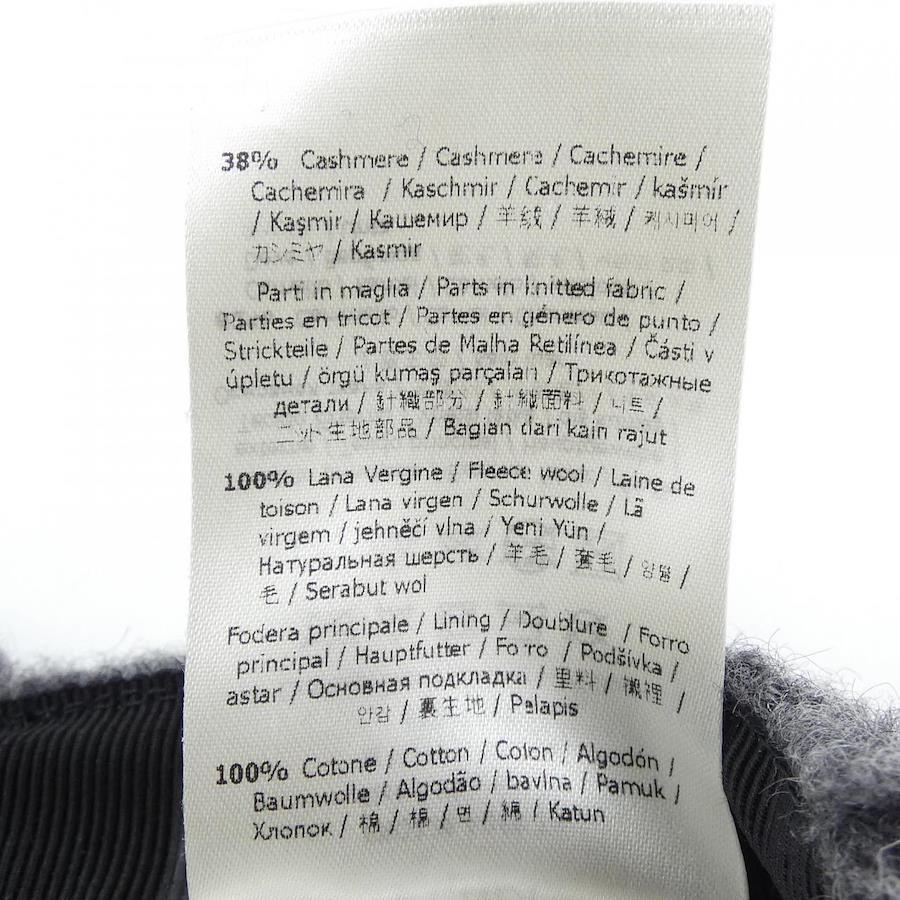 38% Cashmere / Cashmere / Cachemire /
Cachemira / Kaschmir / Cachemir / kašmír
/ Kaşmir / Кашемир / 羊绒 / 羊絨 / 케시미어 /
カシミヤ / Kasmir
Parti in maglia / Parts in knitted fabric /
Parties en tricot / Partes en género de punto /
Strickteile / Partes de Malha Retilínea / Části v
úpletu / örgü kumaş parçaları / Трикотажные
детали / 針織部分 / 針織面料 / 니트 /
ニット生地部品 / Bagian dari kain rajut
100% Lana Vergine / Fleece wool / Laine de
toison / Lana virgen / Schurwolle / Lã
virgem / jehněčí vlna / Yeni Yün /
Натуральная шерсть / 羊毛 / 羊毛 / 양털 /
毛 / Serabut wol
Fodera principale / Lining / Doublure / Forro
principal / Hauptfutter / Forro / Podšívka /
astar / Основная подкладка / 里料 / 襯裡 /
안감 / 裏生地 / Pelapis
100% Cotone / Cotton / Coton / Algodón /
Baumwolle / Algodão / bavlna / Pamuk /
Хлопок / 棉 / 棉 / 면 / 綿 / Katun